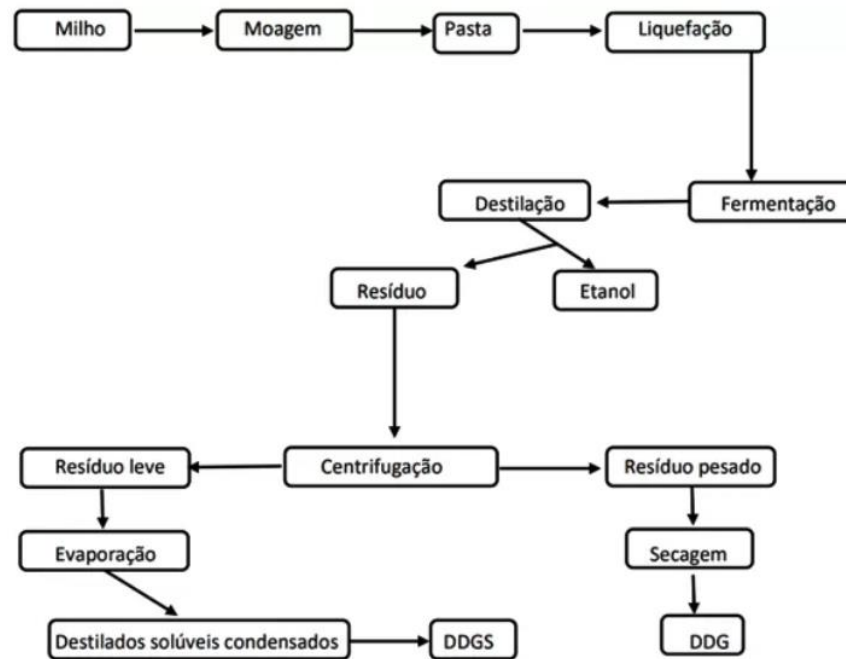 Milho
Moagem
Pasta
Liquefação
Destilação
Fermentação
Resíduo
Etanol
Resíduo leve
Centrifugação
Resíduo pesado
Evaporação
Secagem
Destilados solúveis condensados
DDGS
DDG